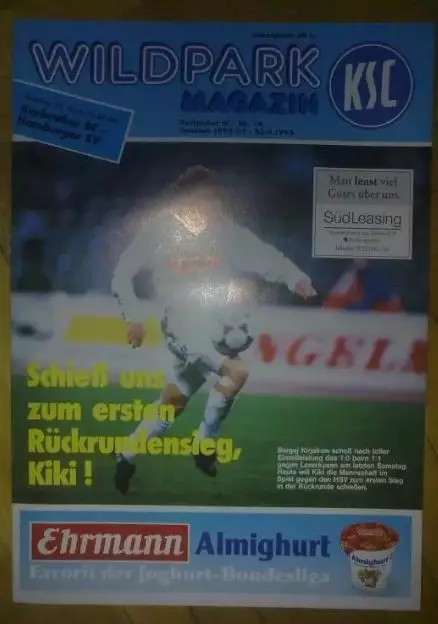 WILDPARK
MAGAZIN
KSC
Karlsruher SC -
Hamburger SV
Man least viel
Gutes über uns.
SüdLeasing
Schieß uns
zum ersten
Rückrundensieg,
Kiki !
Sergej Kirjakow schoß nach toller
Einzelleistung das 1:0 beim 1:1
gegen Leverkusen am letzten Samstag.
Heute will Kiki die Mannschaft im
Spiel gegen den HSV zum ersten Sieg
in der Rückrunde schießen.
Ehrmann Almighurt
Favorit der Joghurt-Bundesliga
Almighurt